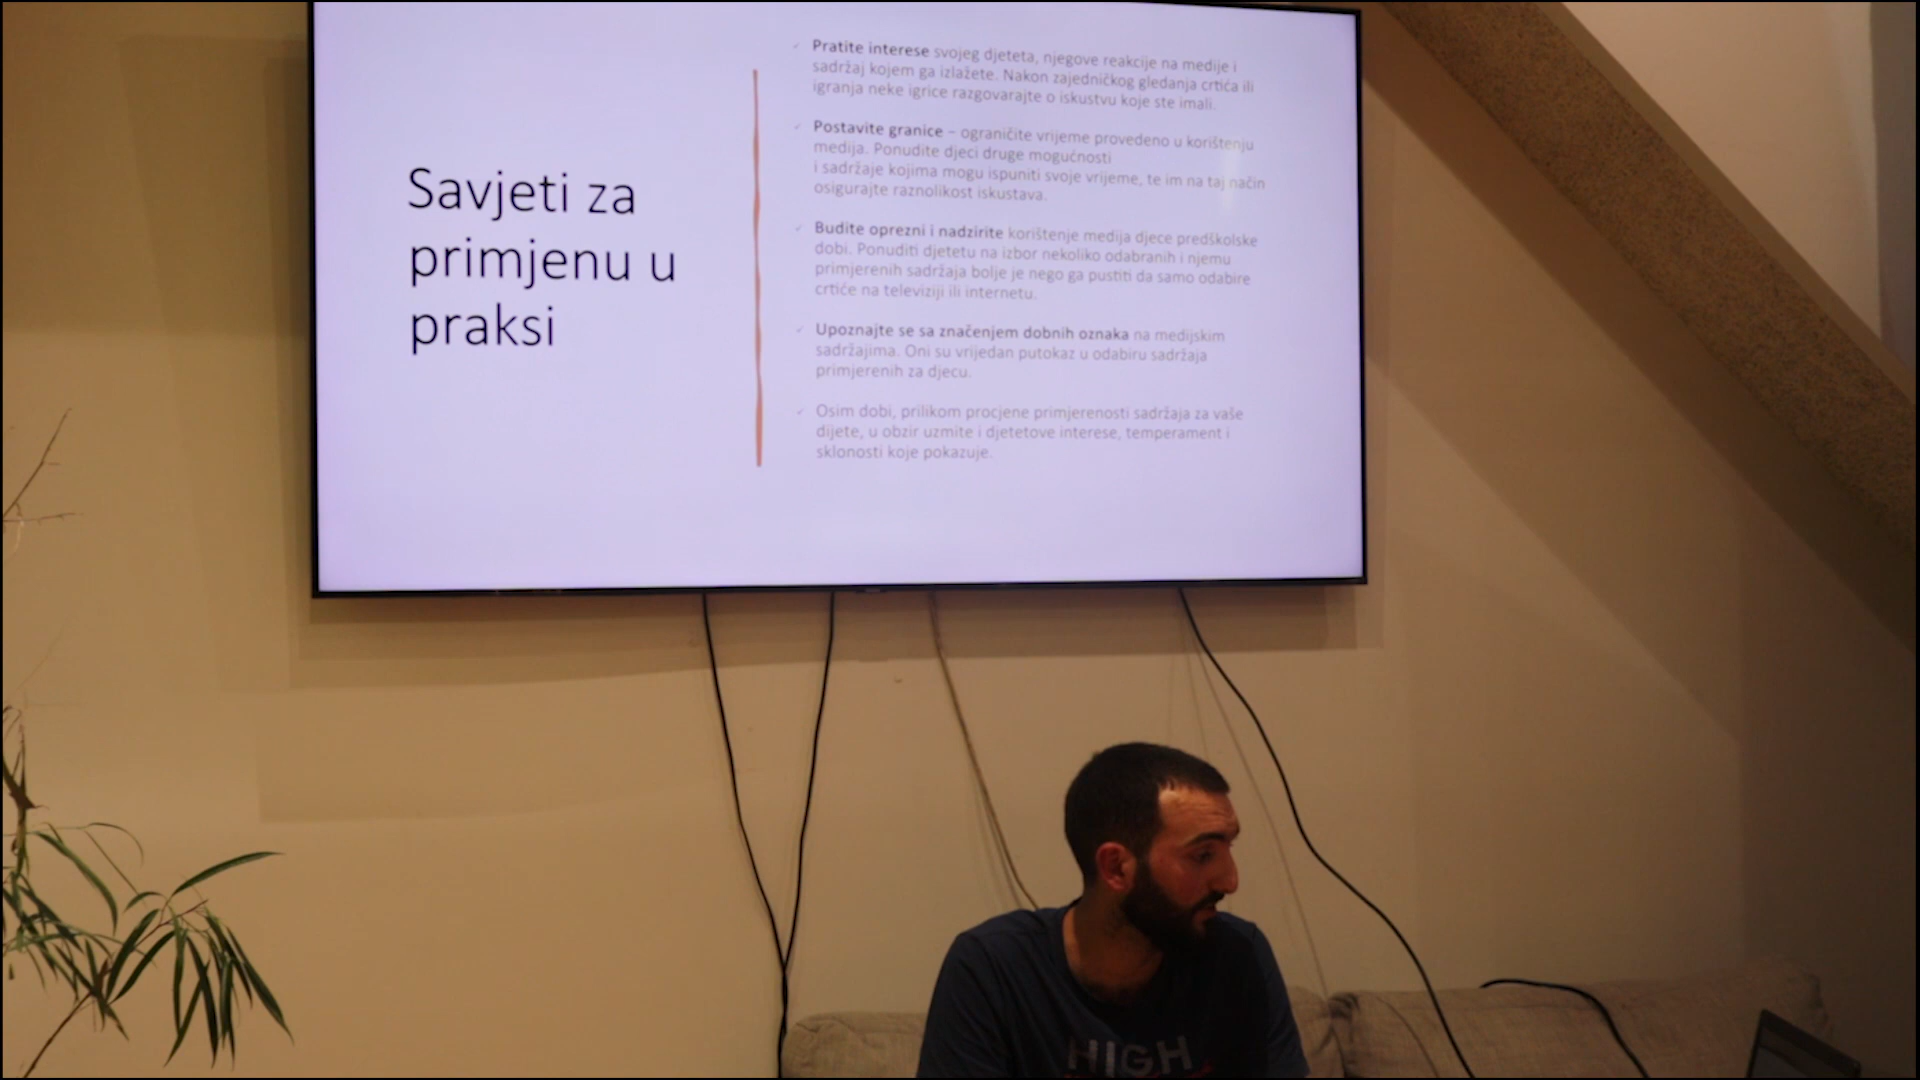 Savjeti za
primjenu u
praksi
Pratite interese svojeg djeteta, njegove reakcije na medije i
sadržaj kojem ga izlažete. Nakon zajedničkog gledanja crtića ili
igranja neke igrice razgovarajte o iskustvu koje ste imali.
Postavite granice – ograničite vrijeme provedeno u korištenju
medija. Ponudite djeci druge mogućnosti
i sadržaje kojima mogu ispuniti svoje vrijeme, te im na taj način
osigurajte raznolikost iskustava.
Budite oprezni i nadzirite korištenje medija djece predškolske
dobi. Ponuditi djetetu na izbor nekoliko odabranih i njemu
primjerenih sadržaja bolje je nego ga pustiti da samo odabire
crtiće na televiziji ili internetu.
Upoznajte se sa značenjem dobnih oznaka na medijskim
sadržajima. Oni su vrijedan putokaz u odabiru sadržaja
primjerenih za djecu.
Osim dobi, prilikom procjene primjerenosti sadržaja za vaše
dijete, u obzir uzmite i djetetove interese, temperament i
sklonosti koje pokazuje.
HIGH